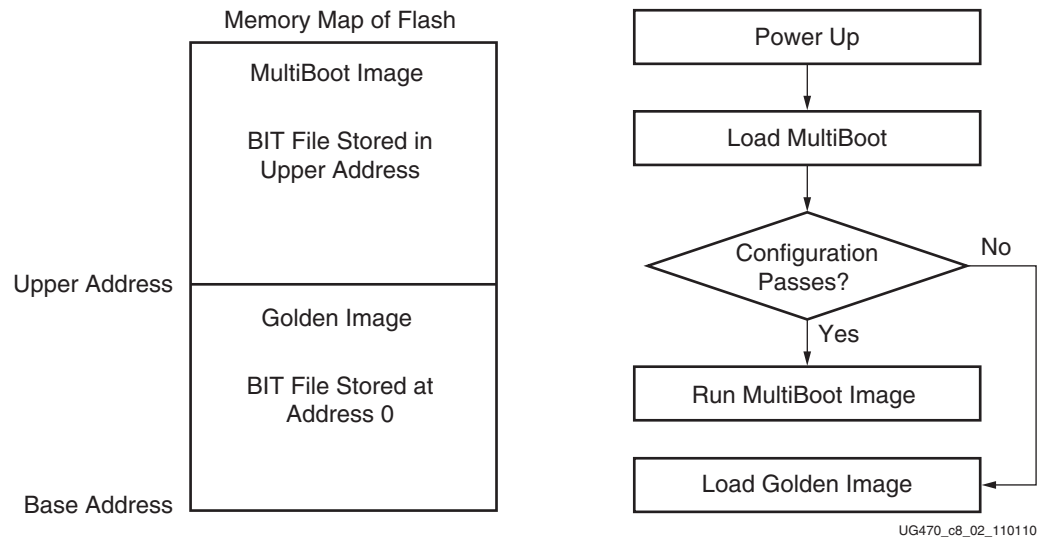 Memory Map of Flash
MultiBoot Image
BIT File Stored in
Upper Address
Upper Address
Golden Image
BIT File Stored at
Address 0
Base Address
Power Up
Load MultiBoot
Configuration
Passes?
No
Yes
Run MultiBoot Image
Load Golden Image
UG470_c8_02_110110